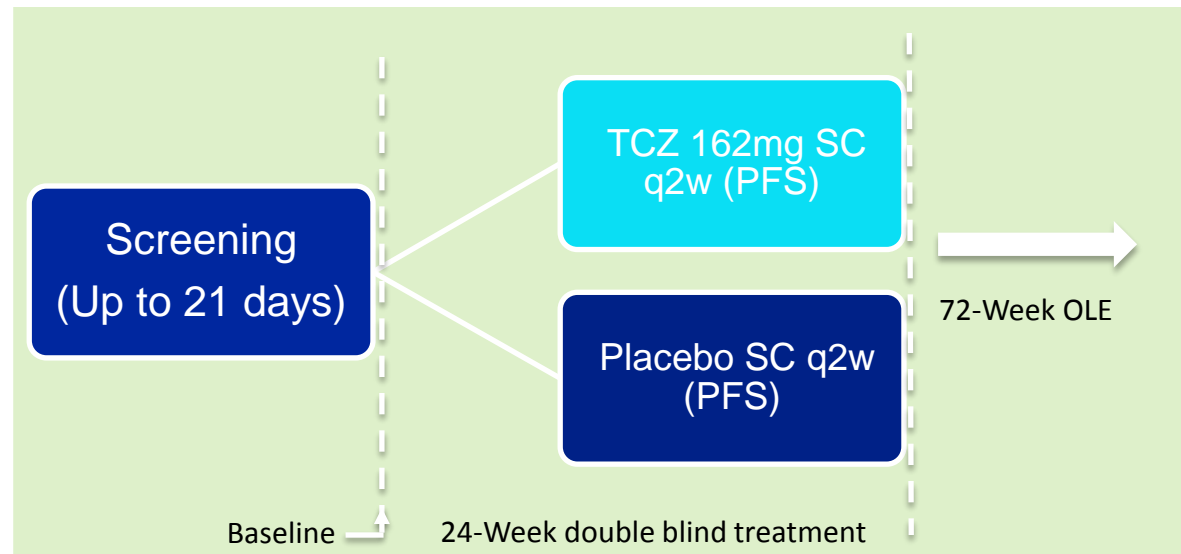 Screening
(Up to 21 days)
TCZ 162mg SC
q2w (PFS)
Placebo SC q2w
(PFS)
72-Week OLE
Baseline
24-Week double blind treatment